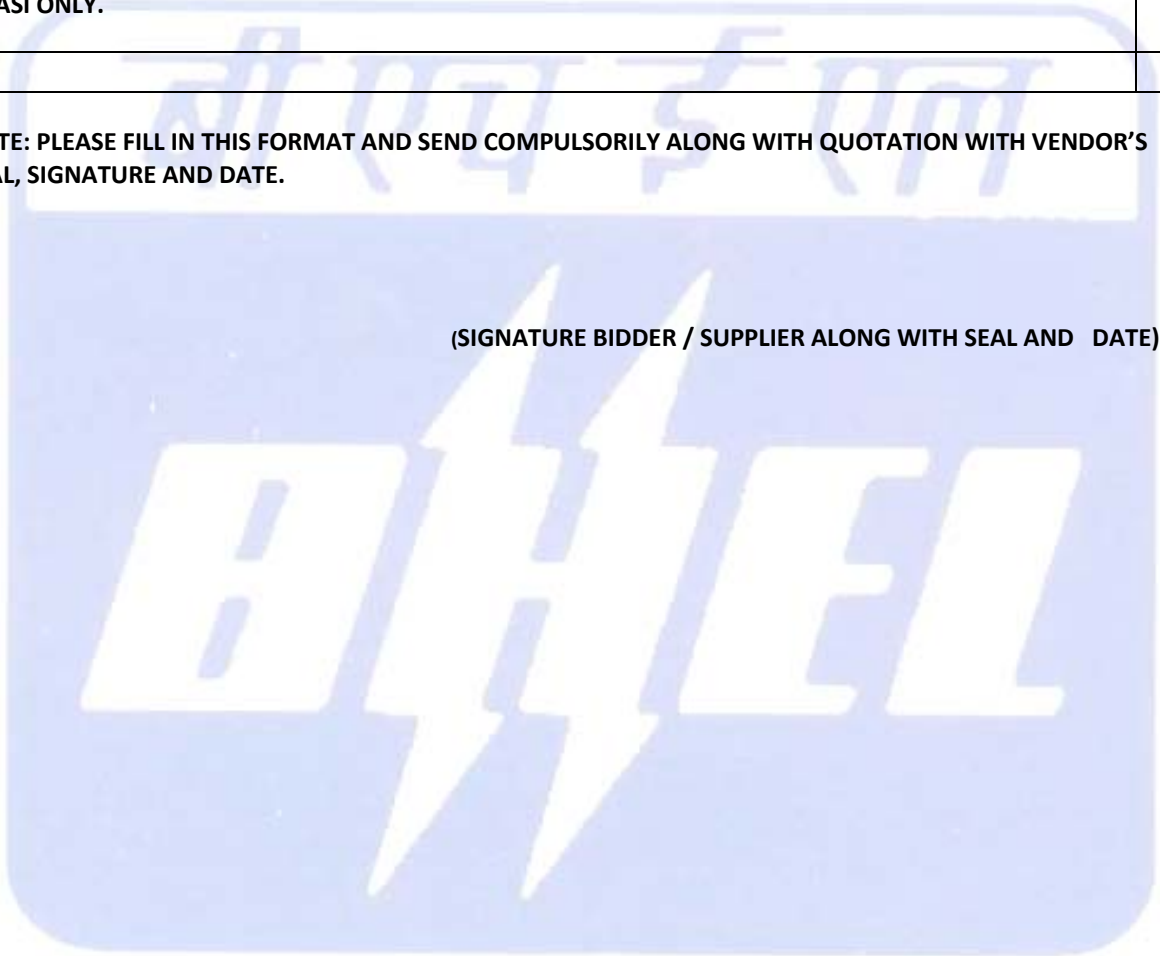 ASI ONLY.
बी एच ई एल
TE: PLEASE FILL IN THIS FORMAT AND SEND COMPULSORILY ALONG WITH QUOTATION WITH VENDOR’S
AL, SIGNATURE AND DATE.
(SIGNATURE BIDDER / SUPPLIER ALONG WITH SEAL AND DATE)
BHEL